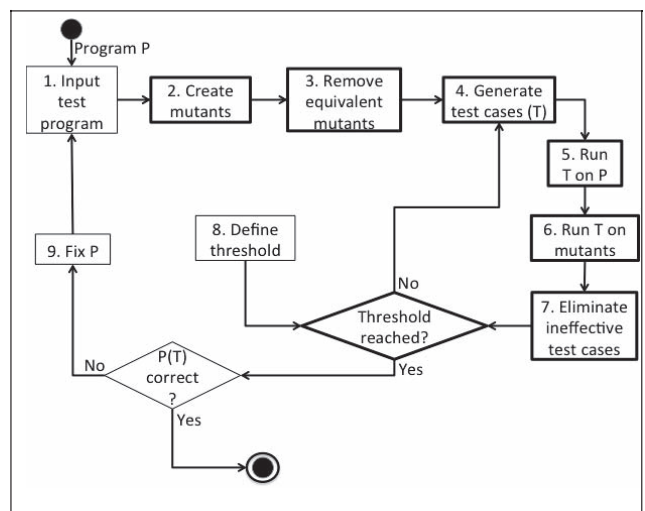 Program P
1. Input
test
program
2. Create
mutants
3. Remove
equivalent
mutants
4. Generate
test cases (T)
5. Run
T on P
6. Run T on
mutants
7. Eliminate
ineffective
test cases
8. Define
threshold
No
Threshold
reached?
Yes
P(T)
correct
?
No
Yes
9. Fix P